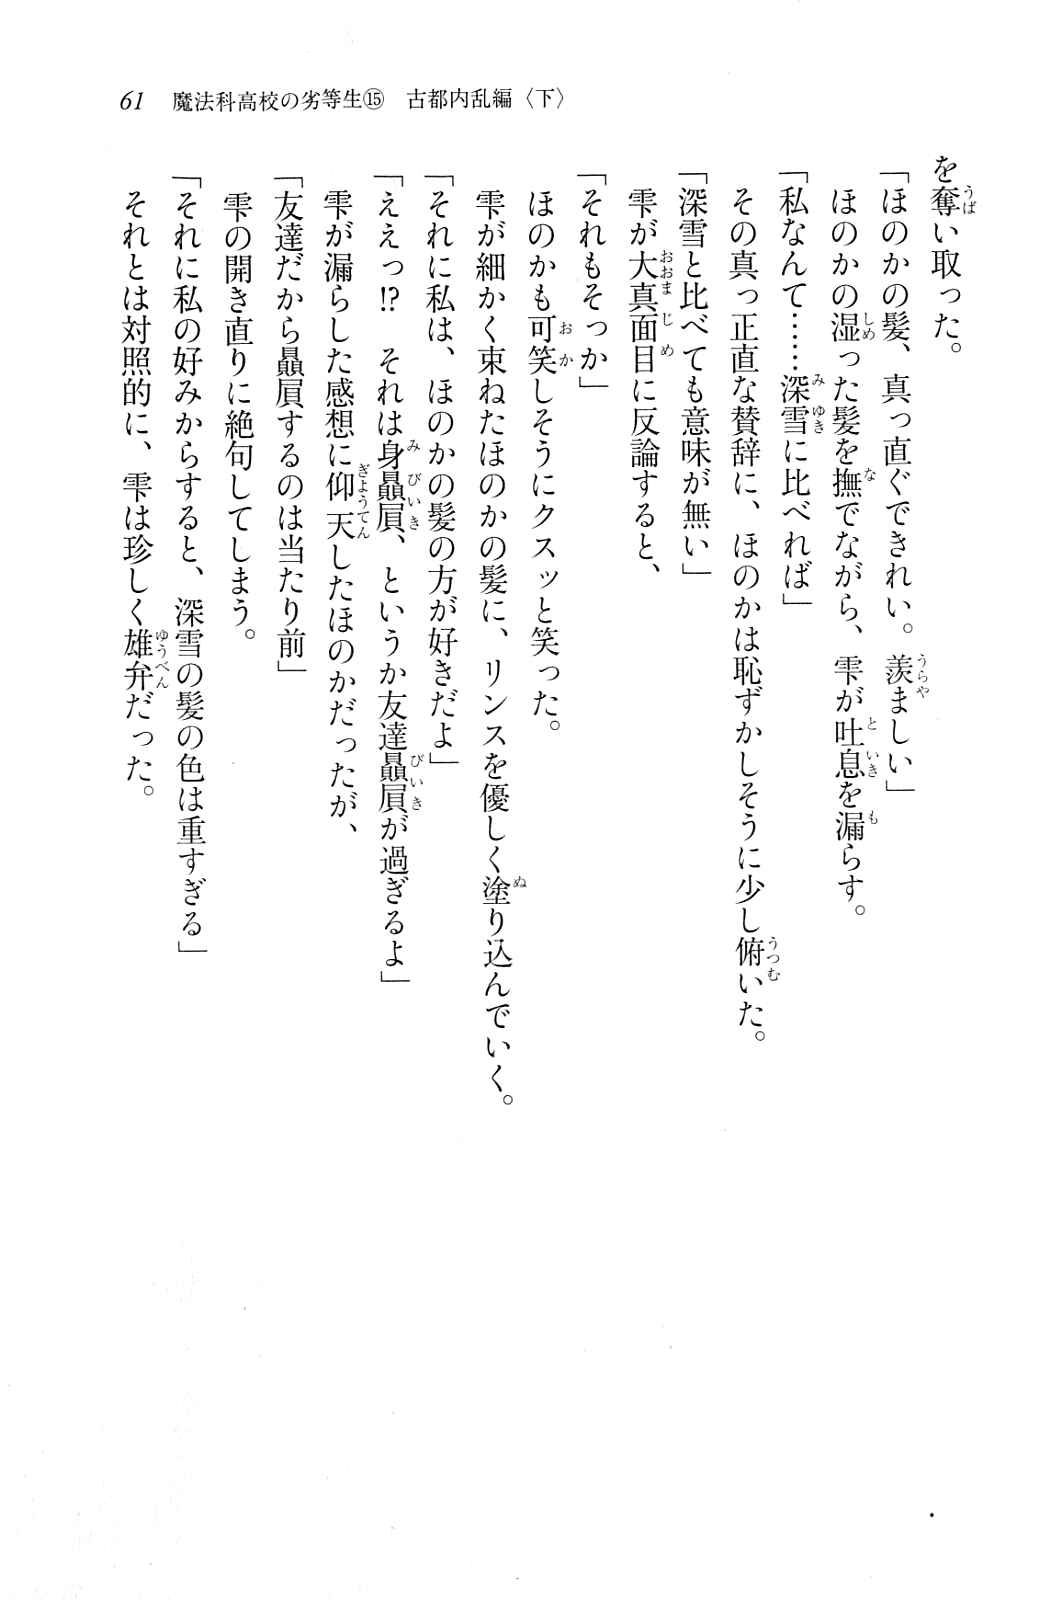 61 魔法科高校の劣等生⑮ 古都内乱編〈下〉
を奪い取った。
「ほのかの髪、真っ直ぐできれい。羨ましい」
ほのかの湿った髪を撫でながら、雫が吐息を漏らす。
「私なんて……深雪に比べれば」
その真っ正直な賛辞に、ほのかは恥ずかしそうに少し俯いた。
「深雪と比べても意味が無い」
雫が大真面目に反論すると、
「それもそっか」
ほのかも可笑しそうにクスッと笑った。
雫が細かく束ねたほのかの髪に、リンスを優しく塗り込んでいく。
「それに私は、ほのかの髪の方が好きだよ」
「ええっ!? それは身贔屓、というか友達贔屓が過ぎるよ」
雫が漏らした感想に仰天したほのかだったが、
「友達だから贔屓するのは当たり前」
雫の開き直りに絶句してしまう。
「それに私の好みからすると、深雪の髪の色は重すぎる」
それとは対照的に、雫は珍しく雄弁だった。